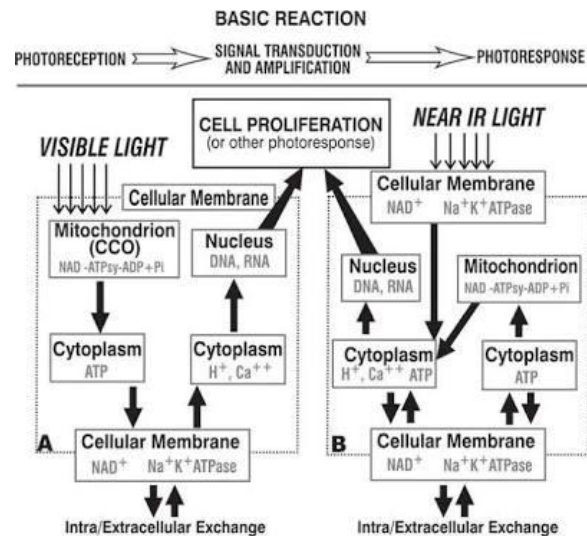 BASIC REACTION
PHOTORECEPTION
SIGNAL TRANSDUCTION
AND AMPLIFICATION
PHOTORESPONSE
CELL PROLIFERATION
(or other photoresponse)
VISIBLE LIGHT
Cellular Membrane
Mitochondrion
(CCO)
NAD -ATPsy-ADP+Pi
Nucleus
DNA, RNA
Cytoplasm
ATP
Cytoplasm
H⁺, Ca⁺⁺
A
Cellular Membrane
NAD⁺ Na⁺K⁺ATPase
Intra/Extracellular Exchange
NEAR IR LIGHT
Cellular Membrane
NAD⁺ Na⁺K⁺ATPase
Nucleus
DNA, RNA
Mitochondrion
NAD -ATPsy-ADP+Pi
Cytoplasm
H⁺, Ca⁺⁺ ATP
Cytoplasm
ATP
B
Cellular Membrane
NAD⁺ Na⁺K⁺ATPase
Intra/Extracellular Exchange